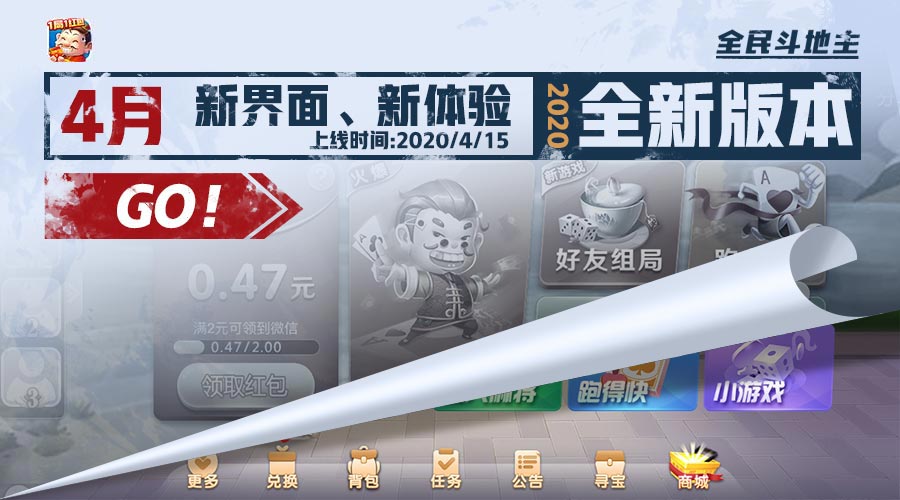 1局1红包
全民斗地主
4月
新界面、新体验
上线时间:2020/4/15
2020
全新版本
GO!
火爆
新游戏
好友组局
A
0.47元
满2元可领到微信
0.47/2.00
领取红包
麻将
跑得快
小游戏
更多
兑换
背包
任务
公告
寻宝
商城